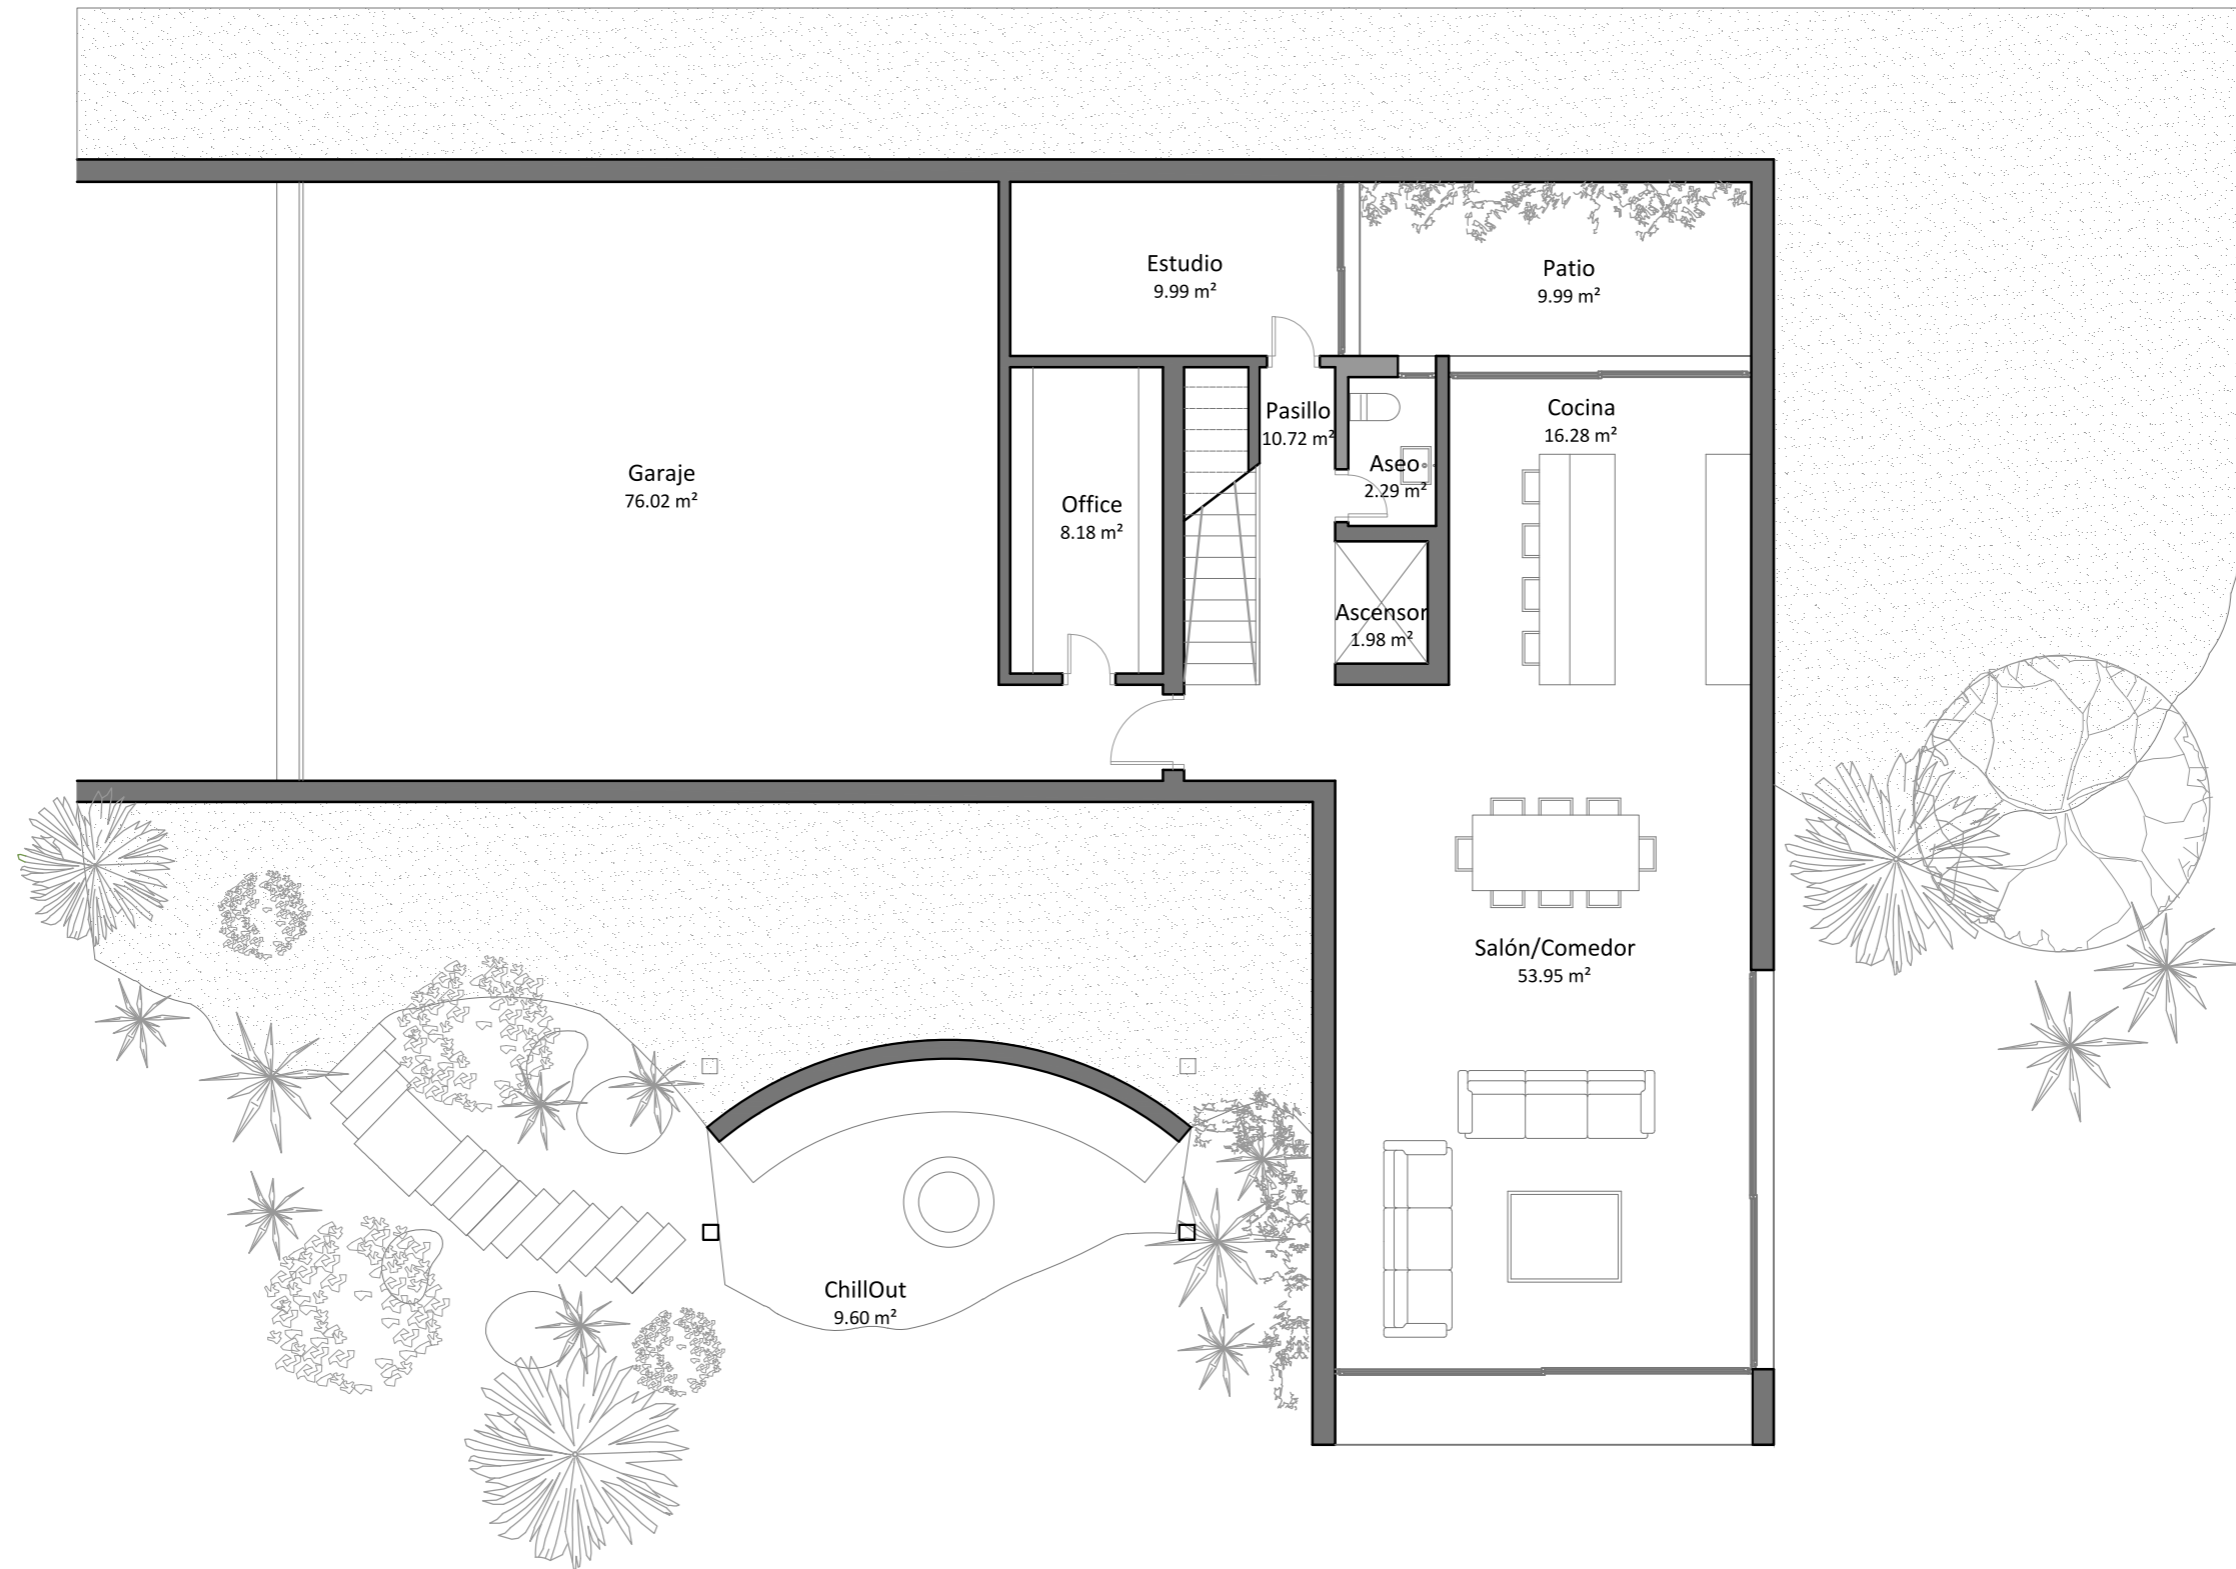 Estudio
9.99 m²
Patio
9.99 m²
Pasillo
10.72 m²
Cocina
16.28 m²
Garaje
76.02 m²
Office
8.18 m²
Aseo
2.29 m²
Ascensor
1.98 m²
Salón/Comedor
53.95 m²
ChillOut
9.60 m²